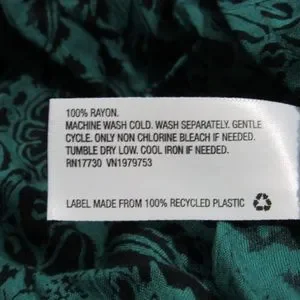 100% RAYON.
MACHINE WASH COLD. WASH SEPARATELY. GENTLE
CYCLE. ONLY NON CHLORINE BLEACH IF NEEDED.
TUMBLE DRY LOW. COOL IRON IF NEEDED.
RN17730 VN1979753
LABEL MADE FROM 100% RECYCLED PLASTIC